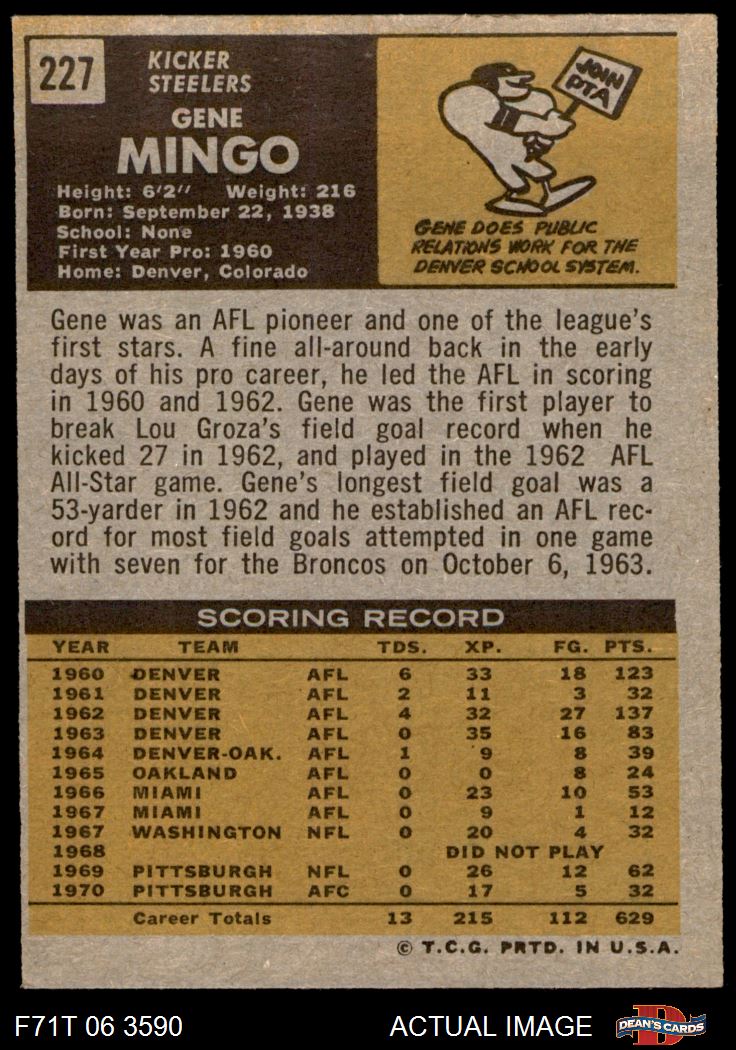 227
KICKER
STEELERS
GENE
MINGO
Height: 6'2" Weight: 216
Born: September 22, 1938
School: None
First Year Pro: 1960
Home: Denver, Colorado
JOIN
PTA
GENE DOES PUBLIC
RELATIONS WORK FOR THE
DENVER SCHOOL SYSTEM.
Gene was an AFL pioneer and one of the league's
first stars. A fine all-around back in the early
days of his pro career, he led the AFL in scoring
in 1960 and 1962. Gene was the first player to
break Lou Groza's field goal record when he
kicked 27 in 1962, and played in the 1962 AFL
All-Star game. Gene's longest field goal was a
53-yarder in 1962 and he established an AFL rec-
ord for most field goals attempted in one game
with seven for the Broncos on October 6, 1963.
SCORING RECORD
YEAR TEAM TDS. XP. FG. PTS.
1960 DENVER AFL 6 33 18 123
1961 DENVER AFL 2 11 3 32
1962 DENVER AFL 4 32 27 137
1963 DENVER AFL 0 35 16 83
1964 DENVER-OAK. AFL 1 9 8 39
1965 OAKLAND AFL 0 0 8 24
1966 MIAMI AFL 0 23 10 53
1967 MIAMI AFL 0 9 1 12
1967 WASHINGTON NFL 0 20 4 32
1968 DID NOT PLAY
1969 PITTSBURGH NFL 0 26 12 62
1970 PITTSBURGH AFC 0 17 5 32
Career Totals 13 215 112 629
© T.C.G. PRTD. IN U.S.A.
F71T 06 3590 ACTUAL IMAGE DEAN'S CARDS